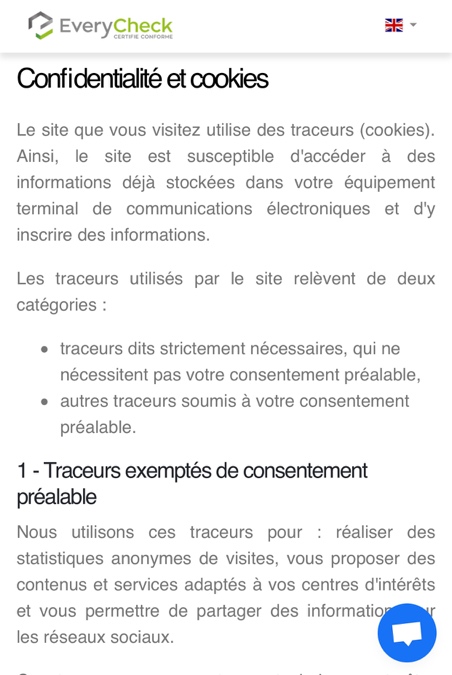 EveryCheck
CERTIFIÉ CONFORME
Confidentialité et cookies
Le site que vous visitez utilise des traceurs (cookies).
Ainsi, le site est susceptible d'accéder à des
informations déjà stockées dans votre équipement
terminal de communications électroniques et d'y
inscrire des informations.
Les traceurs utilisés par le site relèvent de deux
catégories :
traceurs dits strictement nécessaires, qui ne
nécessitent pas votre consentement préalable,
autres traceurs soumis à votre consentement
préalable.
1 - Traceurs exemptés de consentement
préalable
Nous utilisons ces traceurs pour : réaliser des
statistiques anonymes de visites, vous proposer des
contenus et services adaptés à vos centres d'intérêts
et vous permettre de partager des information
les réseaux sociaux.